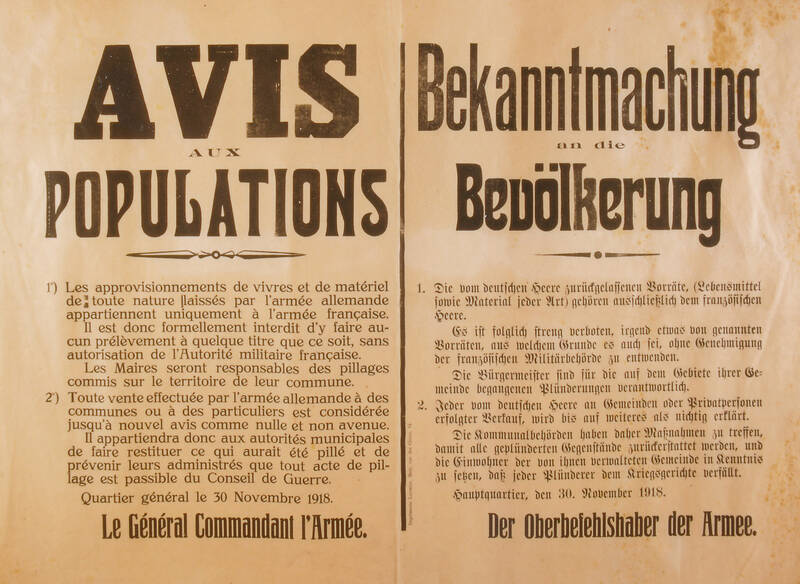 AVIS
AUX
POPULATIONS
1°) Les approvisionnements de vivres et de matériel
de toute nature laissés par l'armée allemande
appartiennent uniquement à l'armée française.
Il est donc formellement interdit d'y faire au-
cun prélèvement à quelque titre que ce soit, sans
autorisation de l'Autorité militaire française.
Les Maires seront responsables des pillages
commis sur le territoire de leur commune.
2°) Toute vente effectuée par l'armée allemande à des
communes ou à des particuliers est considérée
jusqu'à nouvel avis comme nulle et non avenue.
Il appartiendra donc aux autorités municipales
de faire restituer ce qui aurait été pillé et de
prévenir leurs administrés que tout acte de pil-
lage est passible du Conseil de Guerre.
Quartier général le 30 Novembre 1918.
Le Général Commandant l'Armée.
Bekanntmachung
an die
Bevölkerung
1. Die vom deutschen Heere zurückgelassenen Vorräte, (Lebensmittel
sowie Material jeder Art) gehören ausschließlich dem französischen
Heere.
Es ist folglich streng verboten, irgend etwas von genannten
Vorräten, aus welchem Grunde es auch sei, ohne Genehmigung
der französischen Militärbehörde zu entwenden.
Die Bürgermeister sind für die auf dem Gebiete ihrer Ge-
meinde begangenen Plünderungen verantwortlich.
2. Jeder vom deutschen Heere an Gemeinden oder Privatpersonen
erfolgter Verkauf, wird bis auf weiteres als nichtig erklärt.
Die Kommunalbehörden haben daher Maßnahmen zu treffen,
damit alle geplünderten Gegenstände zurückerstattet werden, und
die Einwohner der von ihnen verwalteten Gemeinde in Kenntnis
zu setzen, daß jeder Plünderer dem Kriegsgerichte verfällt.
Hauptquartier, den 30. November 1918.
Der Oberbefehlshaber der Armee.